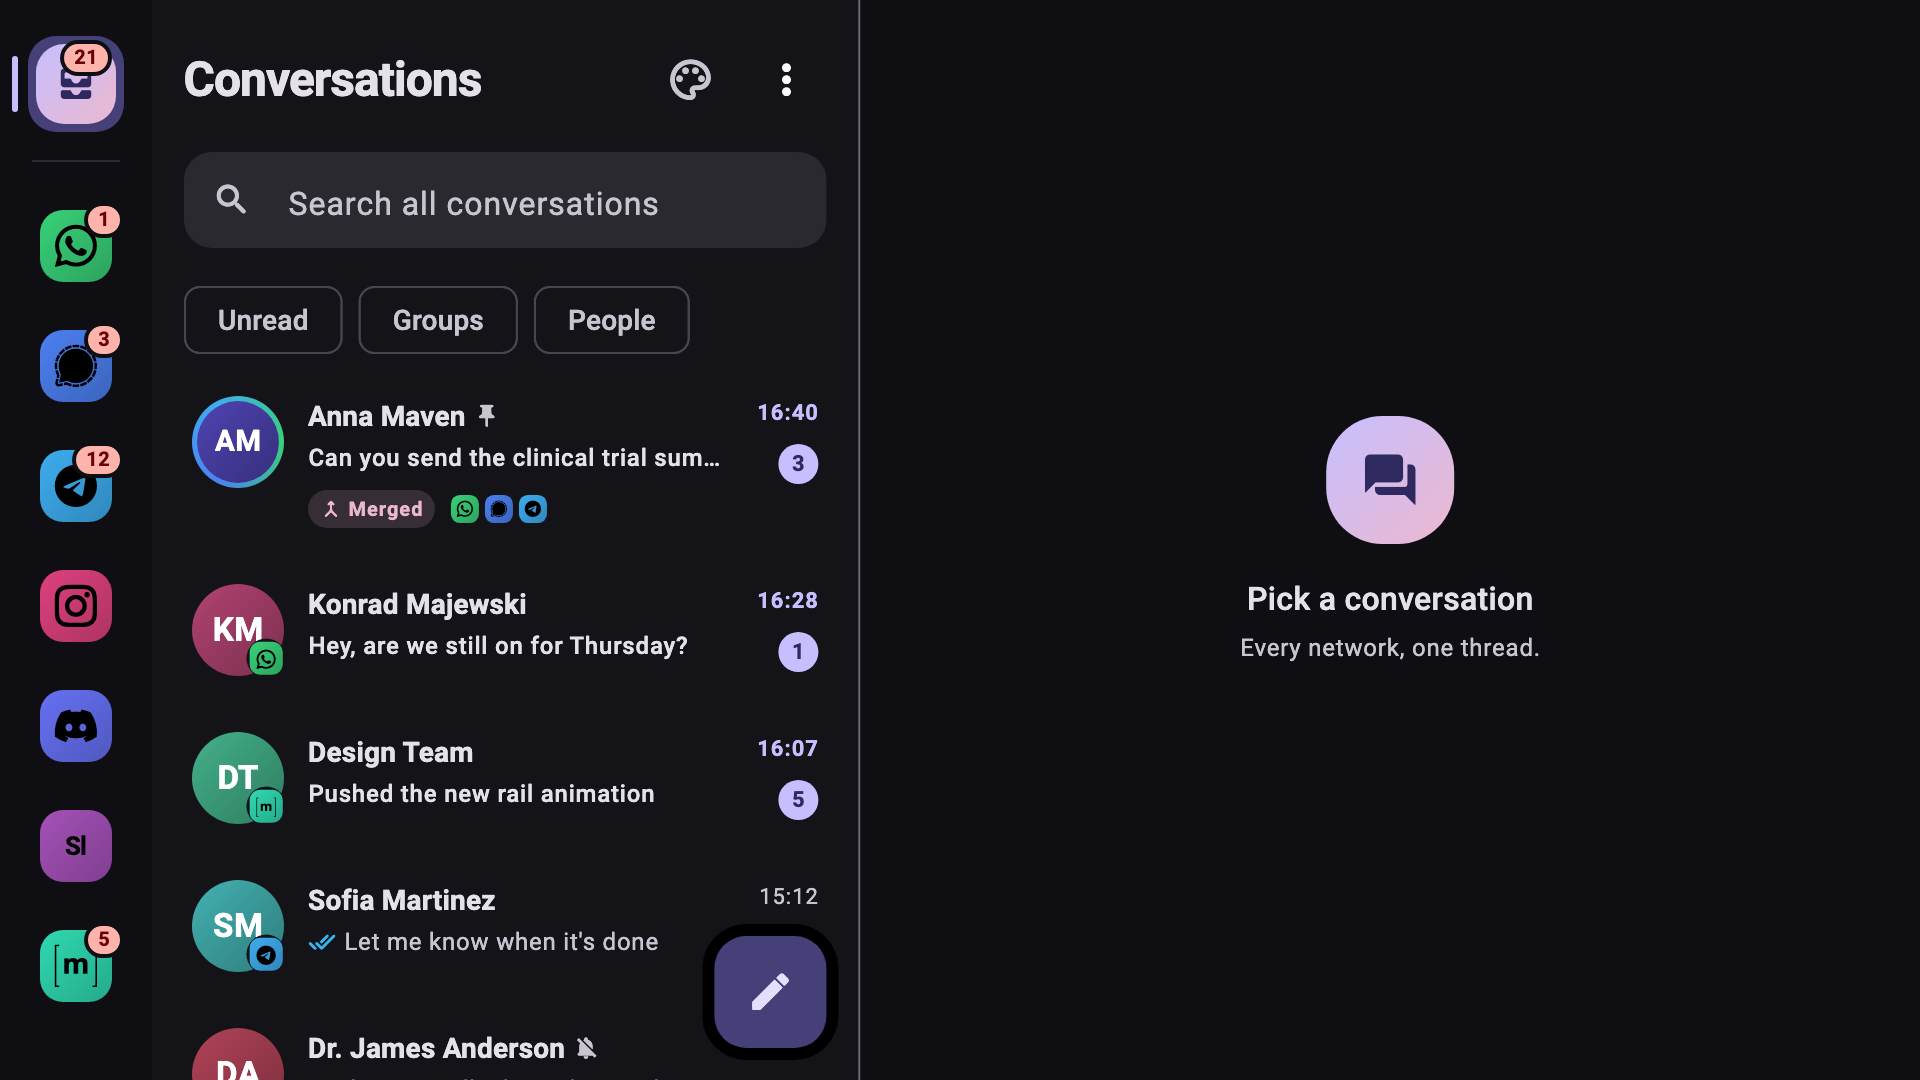 21
1
3
12
Sl
[m]
5
Conversations
Search all conversations
Unread
Groups
People
AM
Anna Maven
16:40
Can you send the clinical trial sum…
3
Merged
KM
Konrad Majewski
16:28
Hey, are we still on for Thursday?
1
DT
[m]
Design Team
16:07
Pushed the new rail animation
5
SM
Sofia Martinez
15:12
Let me know when it's done
DA
Dr. James Anderson
Pick a conversation
Every network, one thread.